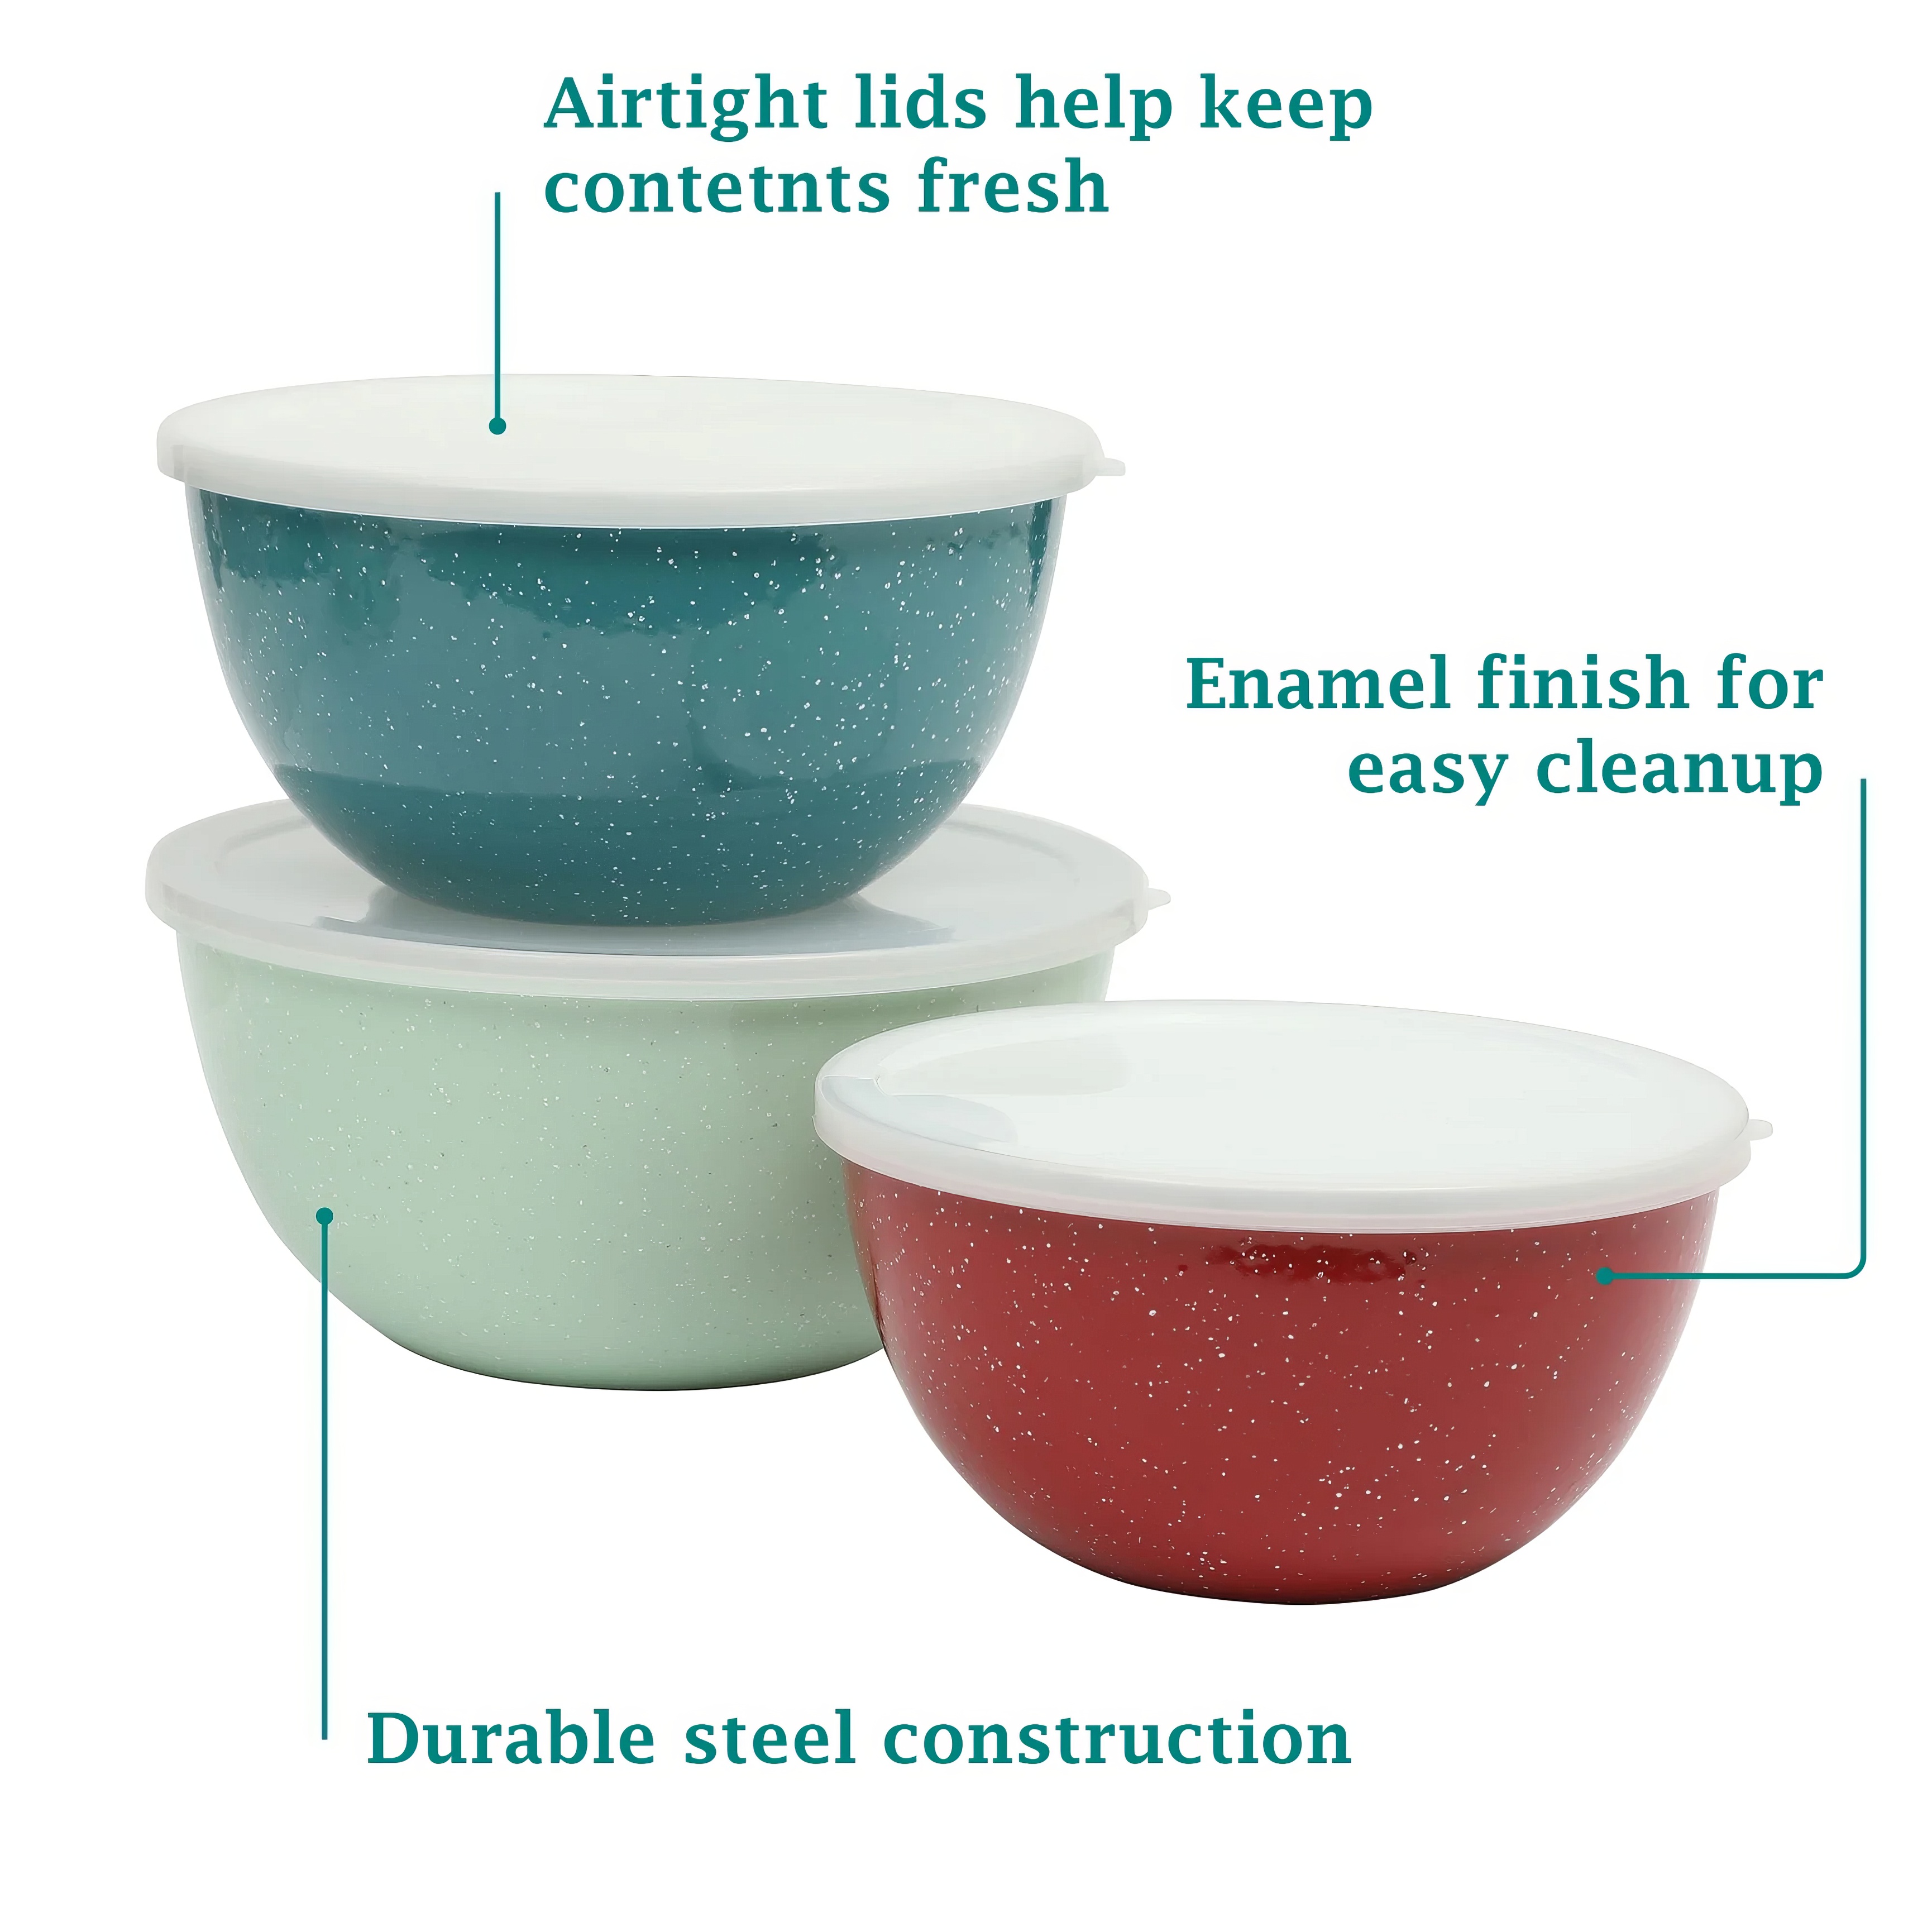 Airtight lids help keep
contetnts fresh
Enamel finish for
easy cleanup
Durable steel construction